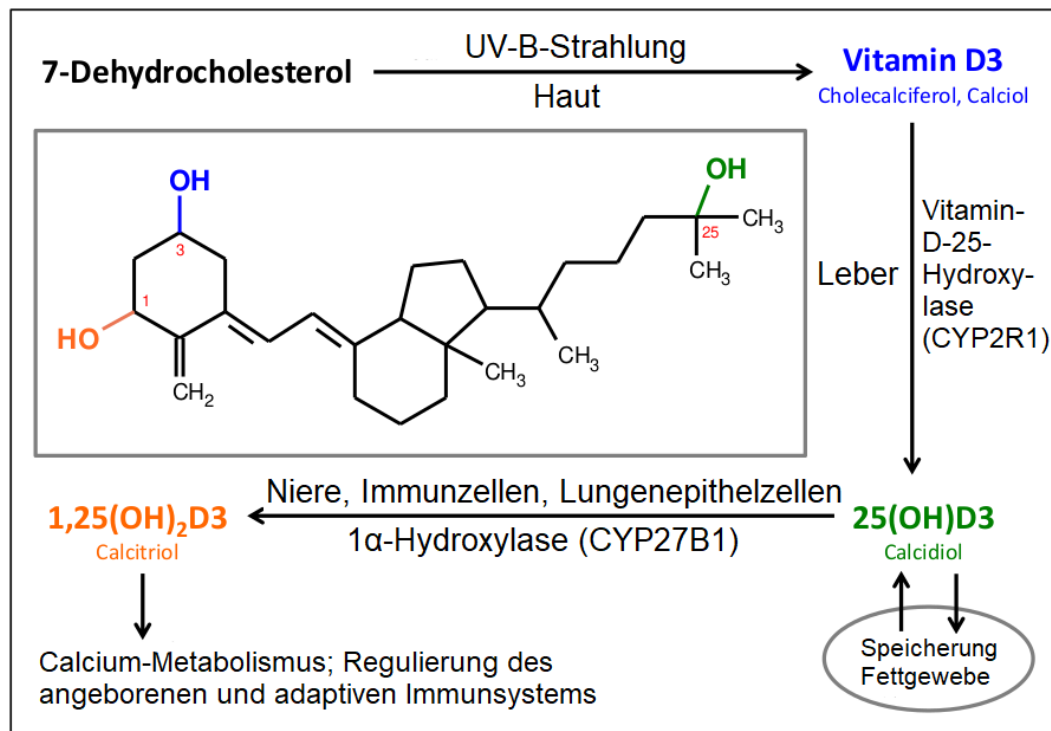 UV-B-Strahlung
7-Dehydrocholesterol
Haut
Vitamin D3
Cholecalciferol, Calciol
OH
3
1
HO
CH2
CH3
CH3
OH
25
CH3
CH3
Leber
Vitamin-
D-25-
Hydroxy-
lase
(CYP2R1)
25(OH)D3
Calcidiol
Niere, Immunzellen, Lungenepithelzellen
1α-Hydroxylase (CYP27B1)
1,25(OH)2D3
Calcitriol
Speicherung
Fettgewebe
Calcium-Metabolismus; Regulierung des
angeborenen und adaptiven Immunsystems